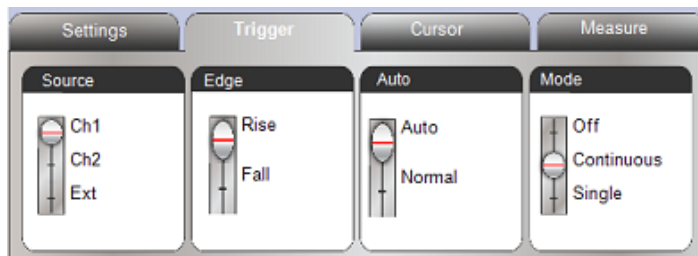 Settings
Trigger
Cursor
Measure
Source
Edge
Auto
Mode
Ch1
Ch2
Ext
Rise
Fall
Auto
Normal
Off
Continuous
Single